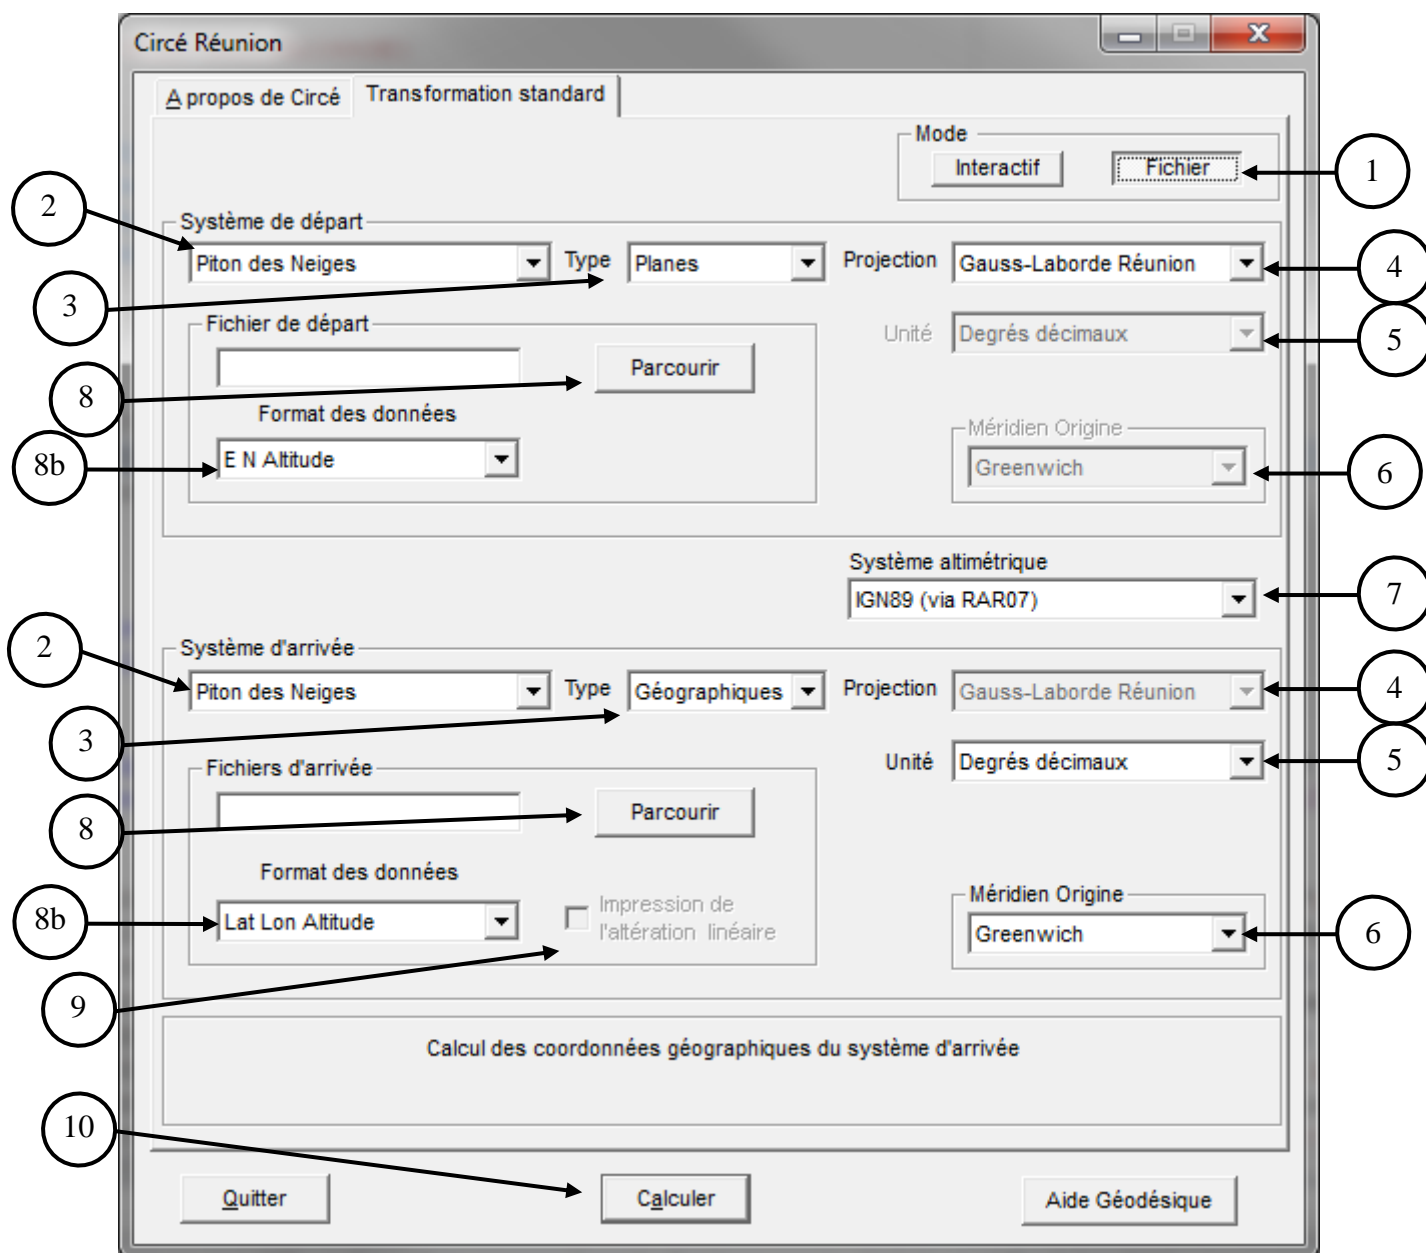 Circé Réunion
A propos de Circé
Transformation standard
Mode
Interactif
Fichier
1
2
Système de départ
Piton des Neiges
Type
Planes
Projection
Gauss-Laborde Réunion
4
3
Fichier de départ
Unité
Degrés décimaux
5
Parcourir
8
Format des données
Méridien Origine
8b
E N Altitude
Greenwich
6
Système altimétrique
IGN89 (via RAR07)
7
2
Système d'arrivée
Piton des Neiges
Type
Géographiques
Projection
Gauss-Laborde Réunion
4
3
Fichiers d'arrivée
Unité
Degrés décimaux
5
Parcourir
8
Format des données
Méridien Origine
8b
Lat Lon Altitude
Impression de
l'altération linéaire
Greenwich
6
9
Calcul des coordonnées géographiques du système d'arrivée
10
Quitter
Calculer
Aide Géodésique